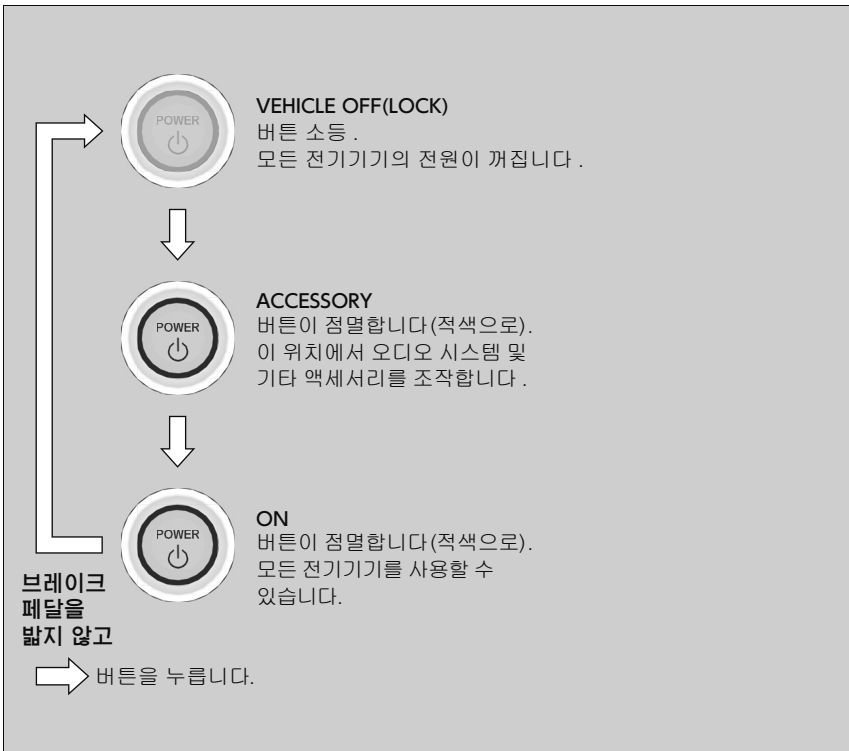 POWER
VEHICLE OFF(LOCK)
버튼 소등 .
모든 전기기기의 전원이 꺼집니다 .
POWER
ACCESSORY
버튼이 점멸합니다(적색으로).
이 위치에서 오디오 시스템 및
기타 액세서리를 조작합니다 .
POWER
ON
버튼이 점멸합니다(적색으로).
모든 전기기기를 사용할 수
있습니다.
브레이크
페달을
밟지 않고
버튼을 누릅니다.